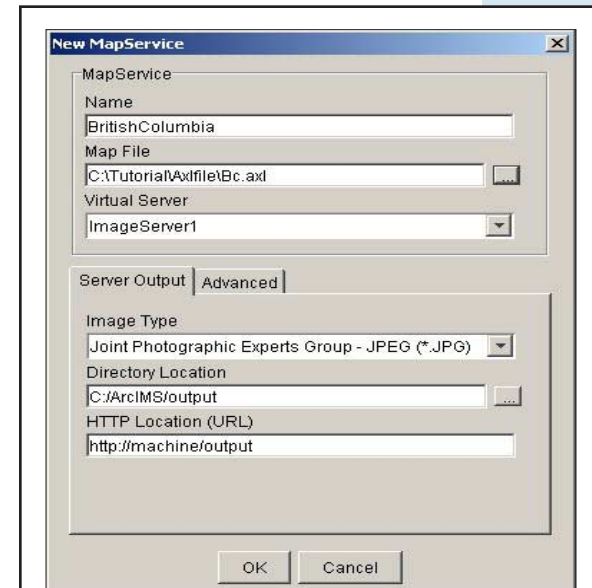 New MapService
MapService
Name
BritishColumbia
Map File
C:\Tutorial\Axlfile\Bc.axl
...
Virtual Server
ImageServer1
Server Output
Advanced
Image Type
Joint Photographic Experts Group - JPEG (*.JPG)
Directory Location
C:/ArcIMS/output
...
HTTP Location (URL)
http://machine/output
OK
Cancel